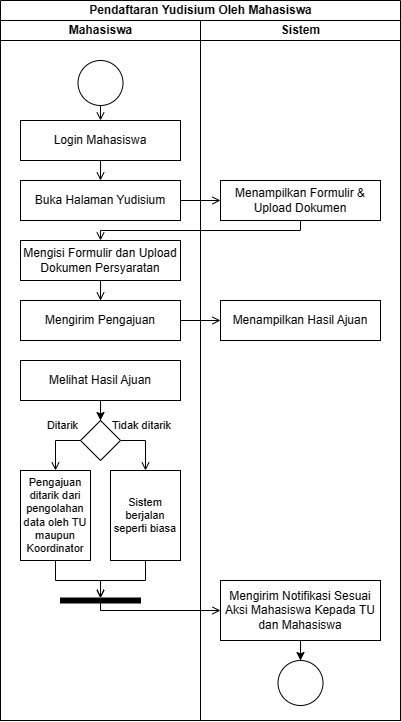 Pendaftaran Yudisium Oleh Mahasiswa
Mahasiswa
Sistem
Login Mahasiswa
Buka Halaman Yudisium
Menampilkan Formulir &
Upload Dokumen
Mengisi Formulir dan Upload
Dokumen Persyaratan
Mengirim Pengajuan
Menampilkan Hasil Ajuan
Melihat Hasil Ajuan
Ditarik
Tidak ditarik
Pengajuan
ditarik dari
pengolahan
data oleh TU
maupun
Koordinator
Sistem
berjalan
seperti biasa
Mengirim Notifikasi Sesuai
Aksi Mahasiswa Kepada TU
dan Mahasiswa